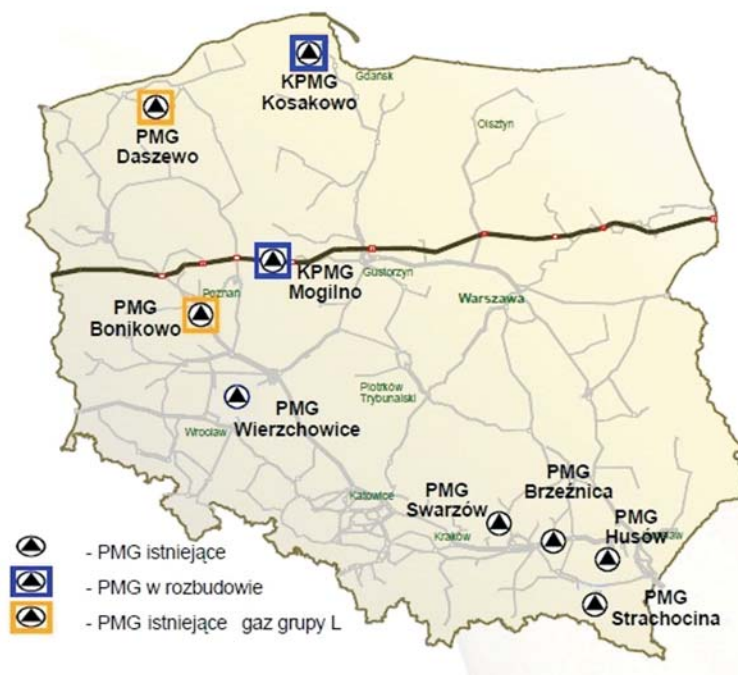 Gdańsk
KPMG
Kosakowo
PMG
Daszewo
Olsztyn
KPMG
Mogilno
Gustorzyn
Poznań
PMG
Bonikowo
Warszawa
PMG
Wierzchowice
Piotrków
Trybunalski
Wrocław
Katowice
PMG
Swarzów
PMG
Brzeźnica
Kraków
PMG
Husów
PMG
Strachocina
- PMG istniejące
- PMG w rozbudowie
- PMG istniejące gaz grupy L